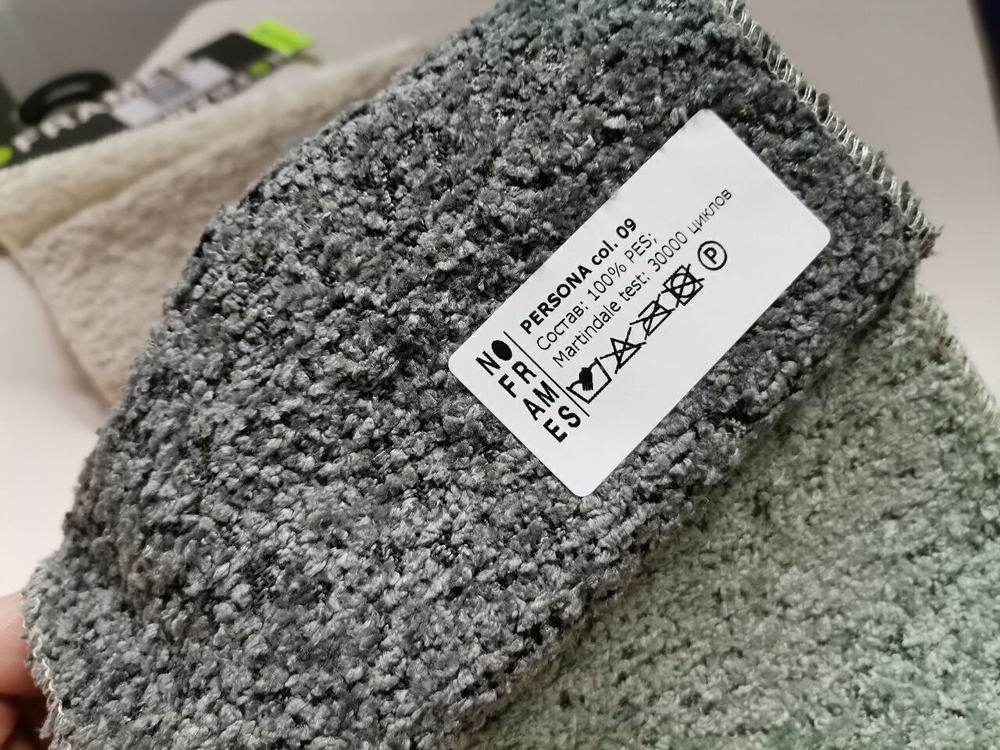 NO
FR
AM
ES
PERSONA col. 09
Состав: 100% PES;
Martindale test: 30000 циклов
P